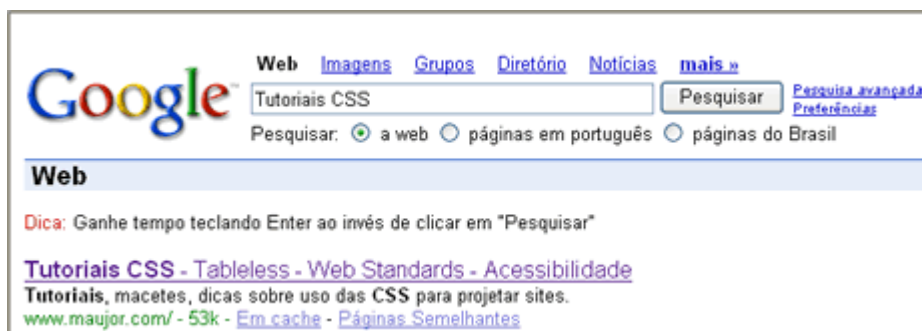 Web Imagens Grupos Diretório Notícias mais »
Google™
Tutoriais CSS Pesquisar Pesquisa avançada
Preferências
Pesquisar: a web páginas em português páginas do Brasil
Web
Dica: Ganhe tempo teclando Enter ao invés de clicar em "Pesquisar"
Tutoriais CSS - Tableless - Web Standards - Acessibilidade
Tutoriais, macetes, dicas sobre uso das CSS para projetar sites.
www.maujor.com/ - 53k - Em cache - Páginas Semelhantes